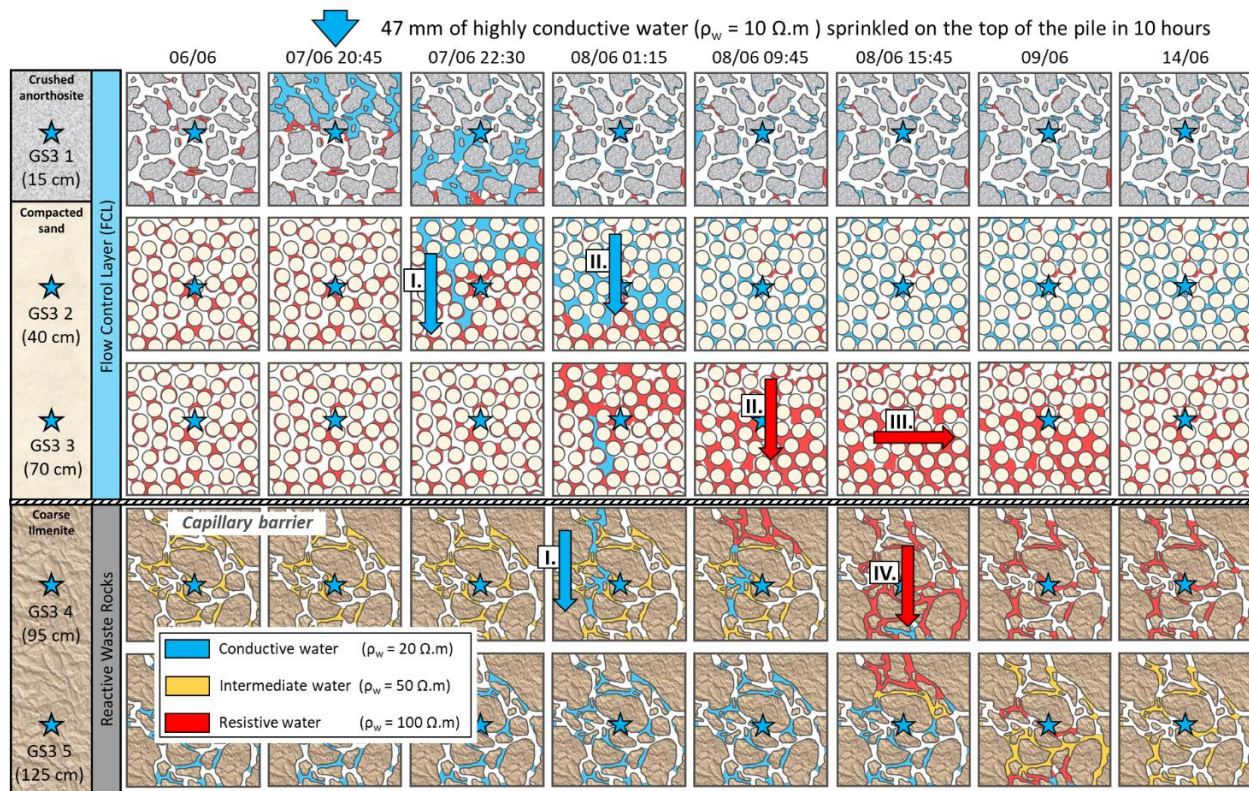 47 mm of highly conductive water (ρw = 10 Ω.m ) sprinkled on the top of the pile in 10 hours
06/06
07/06 20:45
07/06 22:30
08/06 01:15
08/06 09:45
08/06 15:45
09/06
14/06
Crushed
anorthosite
GS3 1
(15 cm)
Compacted
sand
GS3 2
(40 cm)
GS3 3
(70 cm)
Flow Control Layer (FCL)
I.
II.
II.
III.
Coarse
Ilmenite
GS3 4
(95 cm)
GS3 5
(125 cm)
Reactive Waste Rocks
Capillary barrier
I.
IV.
Conductive water (ρw = 20 Ω.m)
Intermediate water (ρw = 50 Ω.m)
Resistive water (ρw = 100 Ω.m)